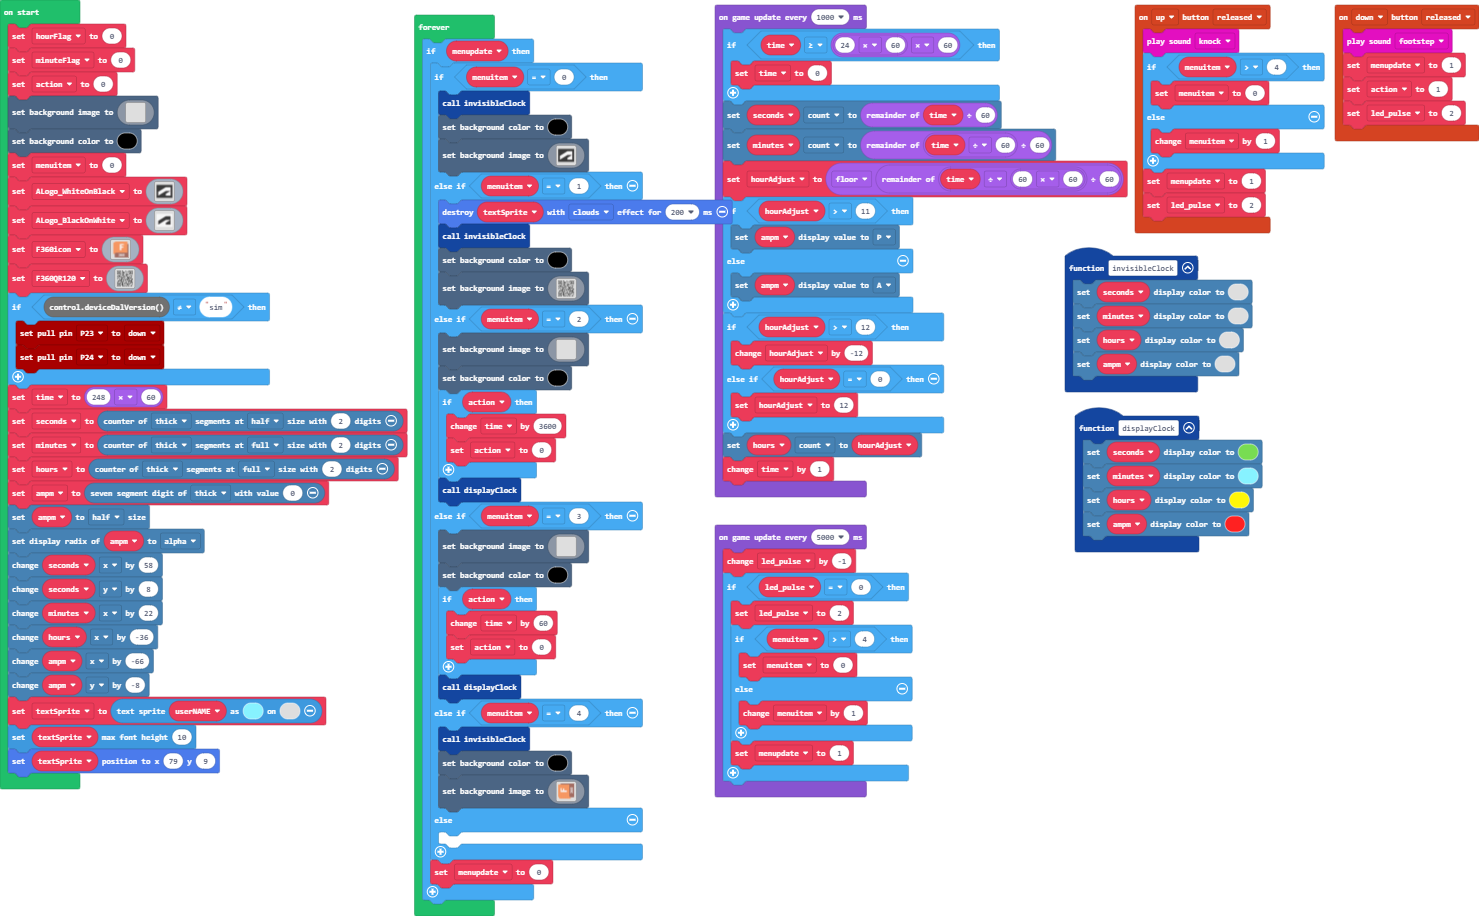 on start
set hourFlag to 0
set minuteFlag to 0
set action to 0
set background image to
set background color to
set menuitem to 0
set ALogo_WhiteOnBlack to
set ALogo_BlackOnWhite to
set F360icon to
set F360QR120 to
if control.deviceDalVersion() ≠ "sim" then
set pull pin P23 to down
set pull pin P24 to down
set time to 248 × 60
set seconds to counter of thick segments at half size with 2 digits
set minutes to counter of thick segments at full size with 2 digits
set hours to counter of thick segments at full size with 2 digits
set ampm to seven segment digit of thick with value 0
set ampm to half size
set display radix of ampm to alpha
change seconds x by 58
change seconds y by 8
change minutes x by 22
change hours x by -36
change ampm x by -66
change ampm y by -8
set textSprite to text sprite userNAME as on
set textSprite max font height 10
set textSprite position to x 79 y 9
forever
if menupdate then
if menuitem = 0 then
call invisibleClock
set background color to
set background image to
else if menuitem = 1 then
destroy textSprite with clouds effect for 200 ms
call invisibleClock
set background color to
set background image to
else if menuitem = 2 then
set background image to
set background color to
if action then
change time by 3600
set action to 0
call displayClock
else if menuitem = 3 then
set background image to
set background color to
if action then
change time by 60
set action to 0
call displayClock
else if menuitem = 4 then
call invisibleClock
set background color to
set background image to
else
set menupdate to 0
on game update every 1000 ms
if time ≥ 24 × 60 × 60 then
set time to 0
set seconds count to remainder of time ÷ 60
set minutes count to remainder of time ÷ 60 ÷ 60
set hourAdjust to floor remainder of time ÷ 60 × 60 ÷ 60
if hourAdjust > 11 then
set ampm display value to P
else
set ampm display value to A
if hourAdjust > 12 then
change hourAdjust by -12
else if hourAdjust = 0 then
set hourAdjust to 12
set hours count to hourAdjust
change time by 1
on game update every 5000 ms
change led_pulse by -1
if led_pulse = 0 then
set led_pulse to 2
if menuitem > 4 then
set menuitem to 0
else
change menuitem by 1
set menupdate to 1
on up button released
play sound knock
if menuitem > 4 then
set menuitem to 0
else
change menuitem by 1
set menupdate to 1
set led_pulse to 2
on down button released
play sound footstep
set menupdate to 1
set action to 1
set led_pulse to 2
function invisibleClock
set seconds display color to
set minutes display color to
set hours display color to
set ampm display color to
function displayClock
set seconds display color to
set minutes display color to
set hours display color to
set ampm display color to